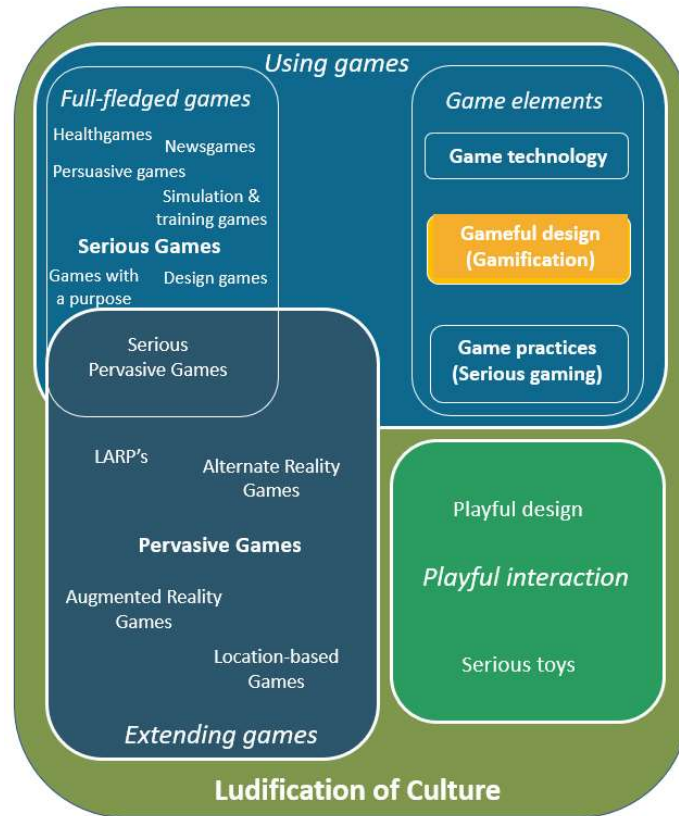 Using games
Full-fledged games
Healthgames
Newsgames
Persuasive games
Simulation &
training games
Serious Games
Games with
a purpose
Design games
Game elements
Game technology
Gameful design
(Gamification)
Game practices
(Serious gaming)
Serious
Pervasive Games
LARP's
Alternate Reality
Games
Pervasive Games
Augmented Reality
Games
Location-based
Games
Extending games
Playful design
Playful interaction
Serious toys
Ludification of Culture